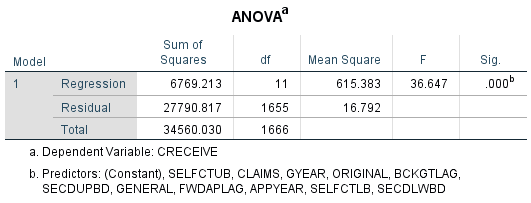 ANOVAa
Model Sum of Squares df Mean Square F Sig.
1 Regression 6769.213 11 615.383 36.647 .000b
Residual 27790.817 1655 16.792
Total 34560.030 1666
a. Dependent Variable: CRECEIVE
b. Predictors: (Constant), SELFCTUB, CLAIMS, GYEAR, ORIGINAL, BCKGTLAG,
SECDUPBD, GENERAL, FWDAPLAG, APPYEAR, SELFCTLB, SECDLWBD